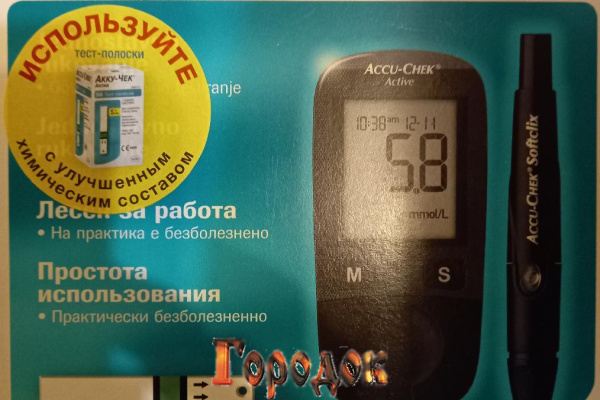 ИСПОЛЬЗУЙТЕ
тест-полоски
АККУ-ЧЕК
Active
с улучшенным
химическим составом
ranje
Лесен за работа
• На практика е безболезнено
Простота
использования
• Практически безболезненно
ACCU-CHEK®
Active
10:38am 12-11
5.8
mmol/L
M S
ACCU-CHEK® Softclix
Городок